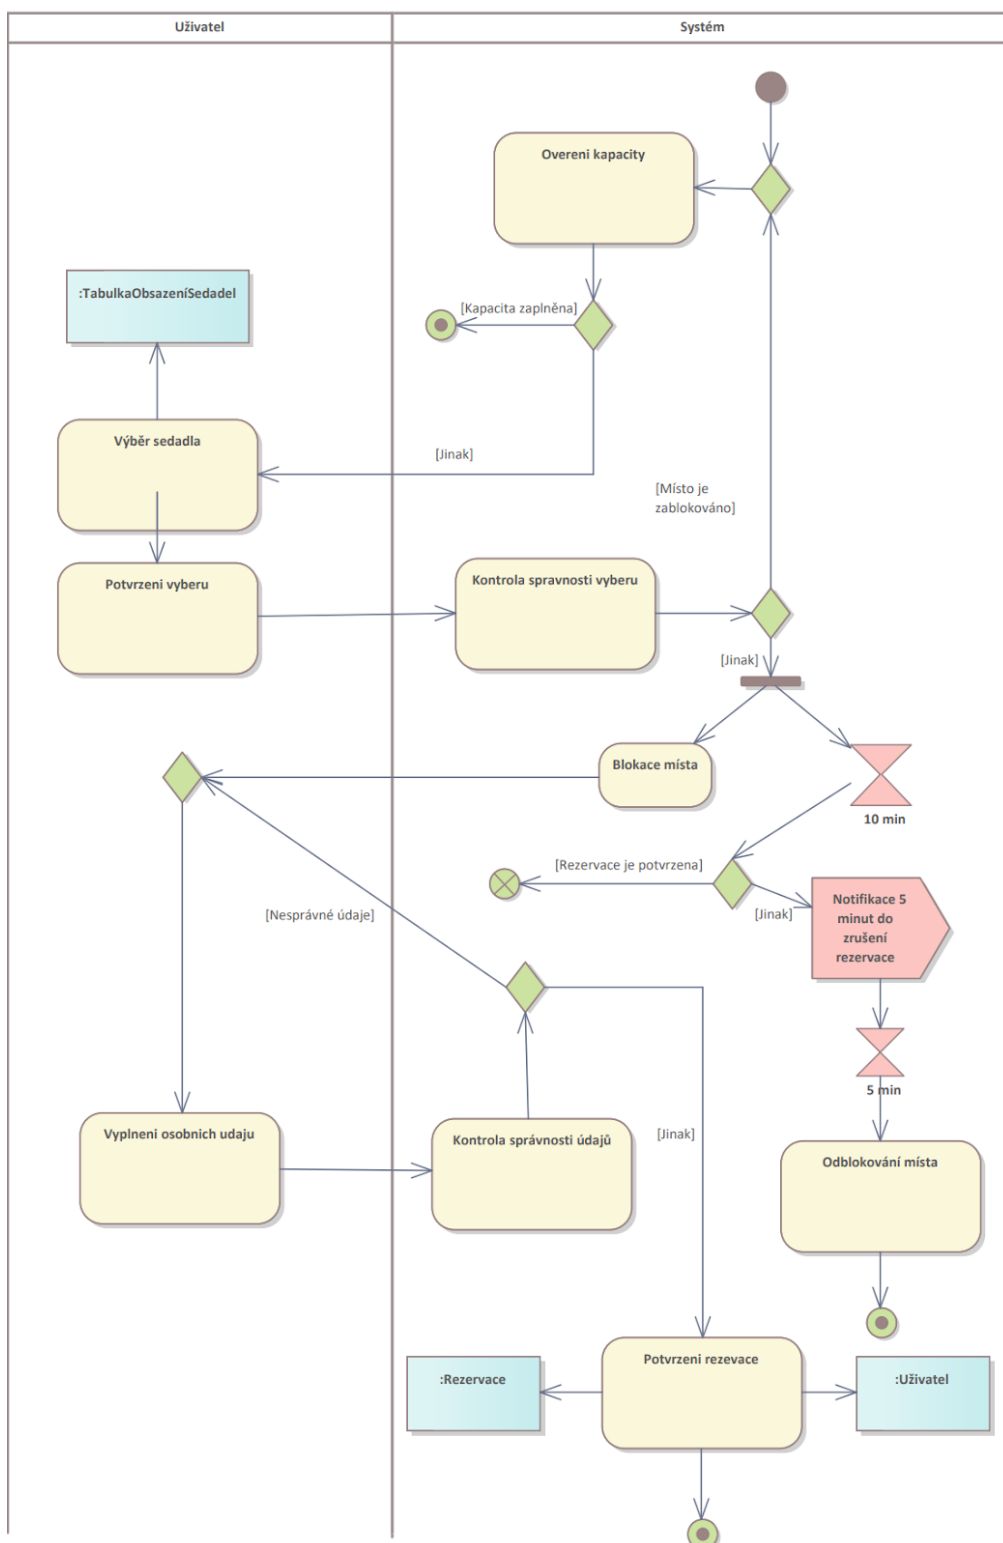 Uživatel
Systém
Overeni kapacity
:TabulkaObsazeníSedadel
[Kapacita zaplněna]
Výběr sedadla
[Jinak]
[Místo je
zablokováno]
Potvrzeni vyberu
Kontrola spravnosti vyberu
[Jinak]
Blokace místa
10 min
[Rezervace je potvrzena]
Notifikace 5
minut do
zrušení
rezervace
[Jinak]
[Nesprávné údaje]
5 min
Vyplneni osobnich udaju
Kontrola správnosti údajů
[Jinak]
Odblokování místa
Potvrzeni rezevace
:Rezervace
:Uživatel